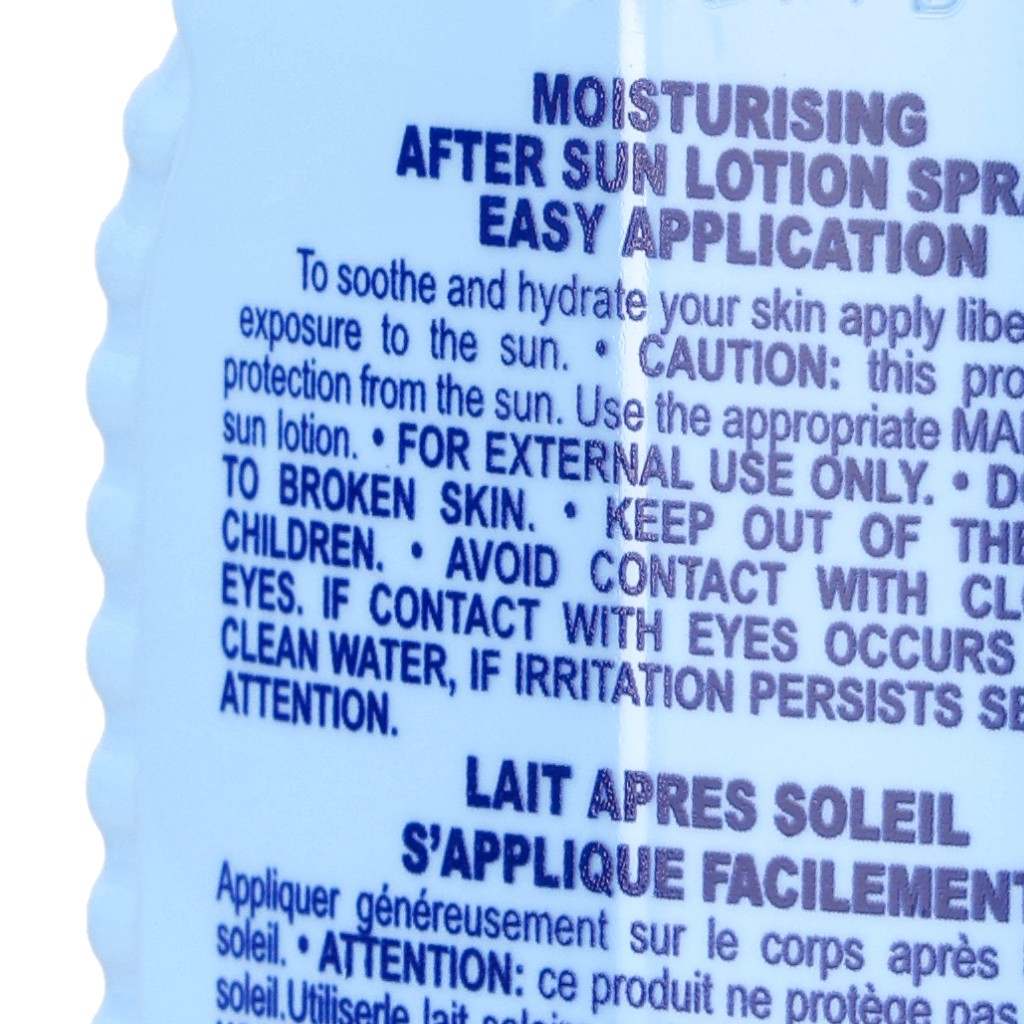 MOISTURISING
AFTER SUN LOTION SPRA
EASY APPLICATION
To soothe and hydrate your skin apply libe
exposure to the sun. • CAUTION: this pro
protection from the sun. Use the appropriate MA
sun lotion. • FOR EXTERNAL USE ONLY. • D
TO BROKEN SKIN. • KEEP OUT OF THE
CHILDREN. • AVOID CONTACT WITH CL
EYES. IF CONTACT WITH EYES OCCURS
CLEAN WATER, IF IRRITATION PERSISTS SE
ATTENTION.
LAIT APRES SOLEIL
S'APPLIQUE FACILEMENT
Appliquer généreusement sur le corps après
soleil. • ATTENTION: ce produit ne protège pas
soleil.Utiliserle lait